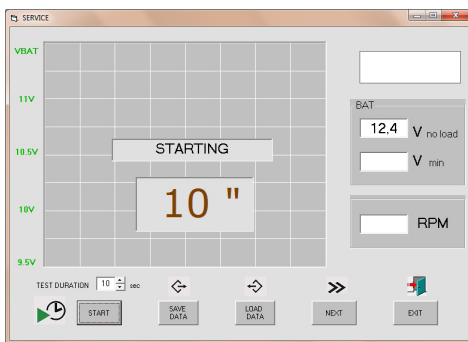 SERVICE
VBAT
11V
10.5V
10V
9.5V
STARTING
10 "
BAT
12,4 V no load
V min
RPM
TEST DURATION 10 sec
START
SAVE DATA
LOAD DATA
NEXT
EXIT